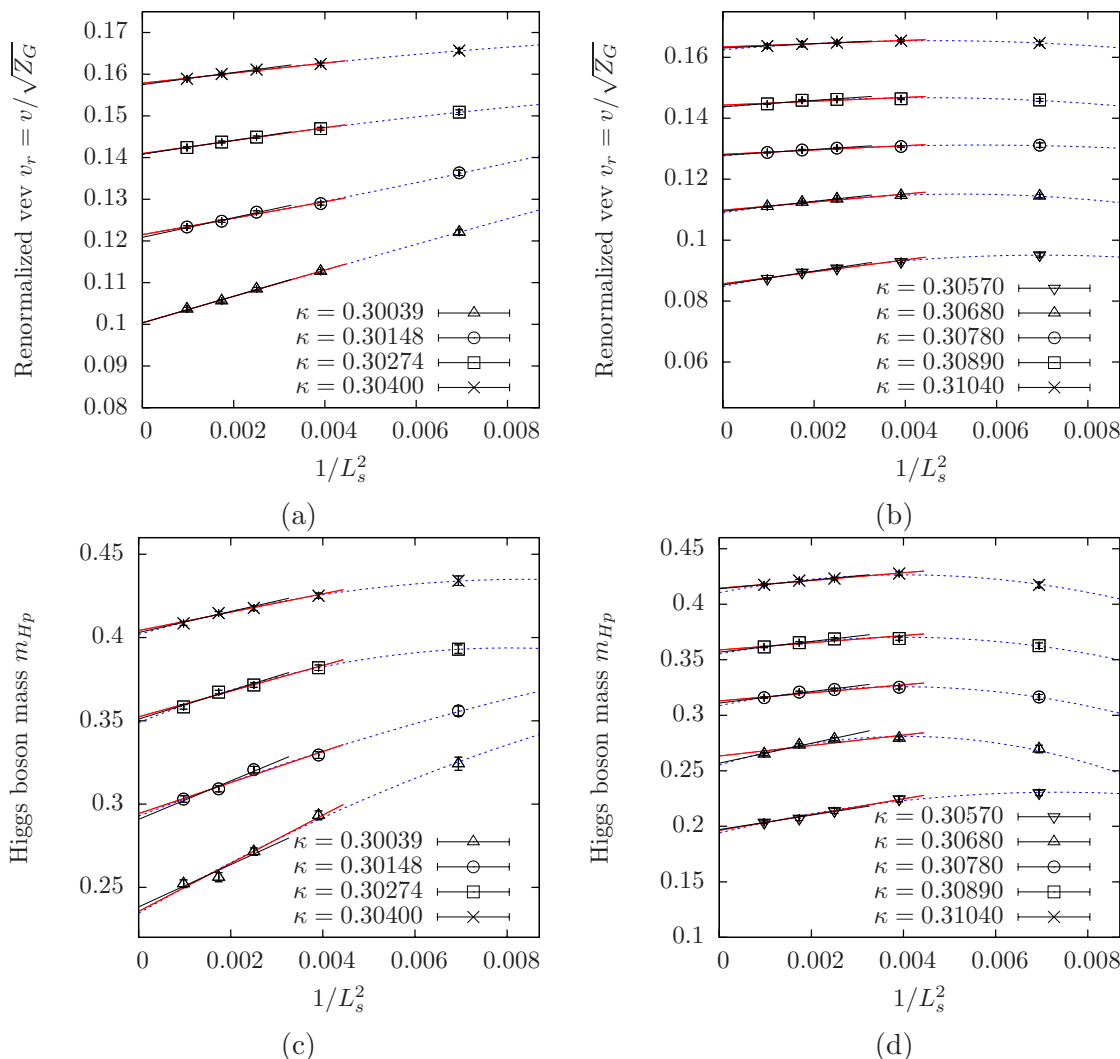 Renormalized vev $v_r = v/\sqrt{Z_G}$
0.17
0.16
0.15
0.14
0.13
0.12
0.11
0.1
0.09
0.08
κ = 0.30039
κ = 0.30148
κ = 0.30274
κ = 0.30400
0 0.002 0.004 0.006 0.008
$1/L_s^2$
(a)
Renormalized vev $v_r = v/\sqrt{Z_G}$
0.16
0.14
0.12
0.1
0.08
0.06
κ = 0.30570
κ = 0.30680
κ = 0.30780
κ = 0.30890
κ = 0.31040
0 0.002 0.004 0.006 0.008
$1/L_s^2$
(b)
Higgs boson mass $m_{Hp}$
0.45
0.4
0.35
0.3
0.25
κ = 0.30039
κ = 0.30148
κ = 0.30274
κ = 0.30400
0 0.002 0.004 0.006 0.008
$1/L_s^2$
(c)
Higgs boson mass $m_{Hp}$
0.45
0.4
0.35
0.3
0.25
0.2
0.15
0.1
κ = 0.30570
κ = 0.30680
κ = 0.30780
κ = 0.30890
κ = 0.31040
0 0.002 0.004 0.006 0.008
$1/L_s^2$
(d)